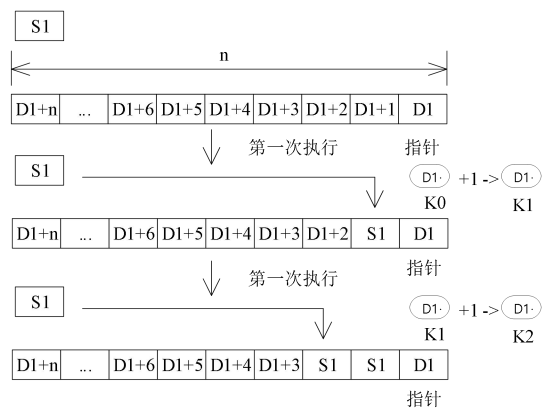 S1
n
D1+n ... D1+6 D1+5 D1+4 D1+3 D1+2 D1+1 D1
第一次执行 指针
S1 D1· +1 -> D1·
K0 K1
D1+n ... D1+6 D1+5 D1+4 D1+3 D1+2 S1 D1
第一次执行 指针
S1 D1· +1 -> D1·
K1 K2
D1+n ... D1+6 D1+5 D1+4 D1+3 S1 S1 D1
指针